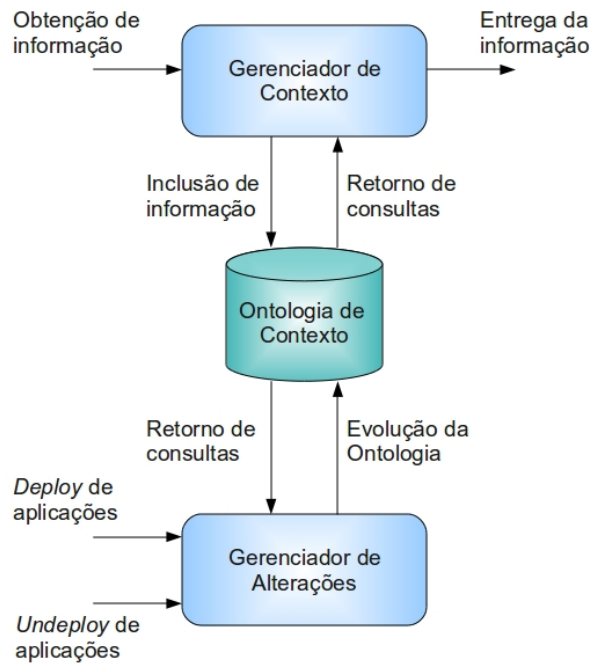 Obtenção de
informação
Entrega da
informação
Gerenciador de
Contexto
Inclusão de
informação
Retorno de
consultas
Ontologia de
Contexto
Retorno de
consultas
Evolução da
Ontologia
Deploy de
aplicações
Gerenciador de
Alterações
Undeploy de
aplicações